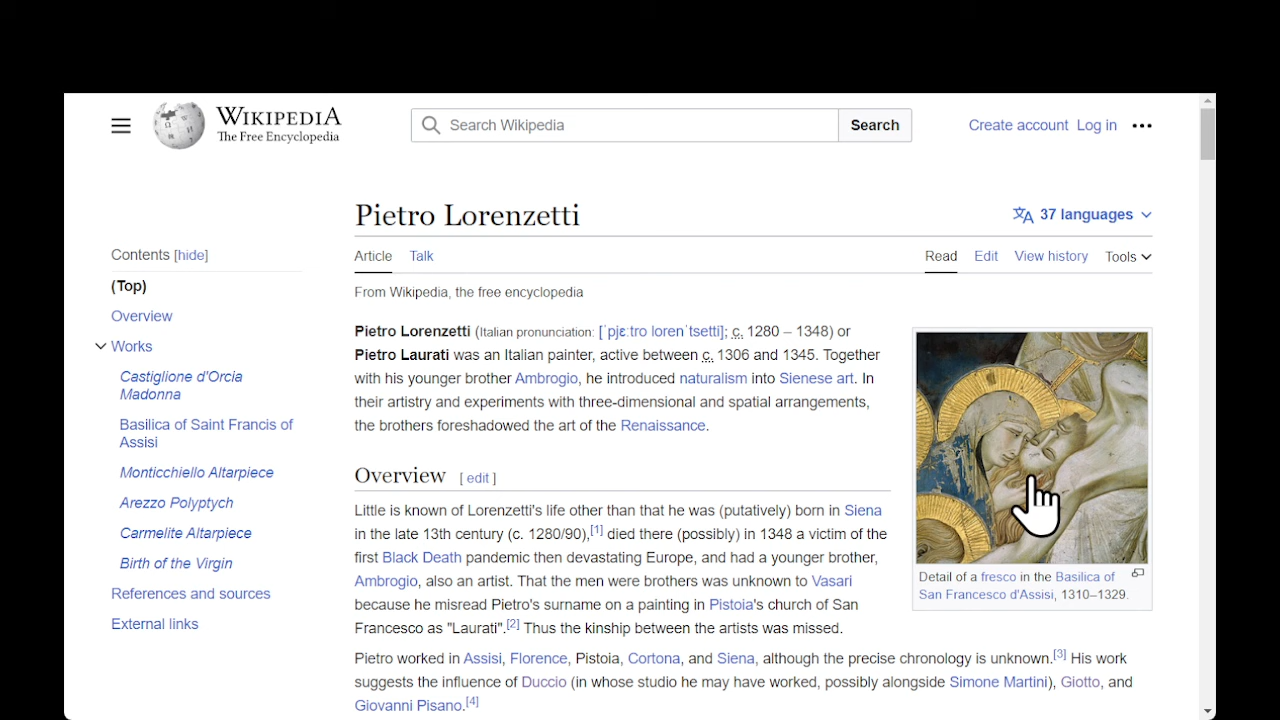 WIKIPEDIA
The Free Encyclopedia
Search Wikipedia
Search
Create account Log in
Pietro Lorenzetti
37 languages
Contents [hide]
(Top)
Overview
Works
Castiglione d'Orcia
Madonna
Basilica of Saint Francis of
Assisi
Monticchiello Altarpiece
Arezzo Polyptych
Carmelite Altarpiece
Birth of the Virgin
References and sources
External links
Article Talk
Read Edit View history Tools
From Wikipedia, the free encyclopedia
Pietro Lorenzetti (Italian pronunciation: [ˈpjɛːtro lorenˈtsetti]; c. 1280 – 1348) or
Pietro Laurati was an Italian painter, active between c. 1306 and 1345. Together
with his younger brother Ambrogio, he introduced naturalism into Sienese art. In
their artistry and experiments with three-dimensional and spatial arrangements,
the brothers foreshadowed the art of the Renaissance.
Detail of a fresco in the Basilica of
San Francesco d'Assisi, 1310–1329.
Overview [ edit ]
Little is known of Lorenzetti's life other than that he was (putatively) born in Siena
in the late 13th century (c. 1280/90),[1] died there (possibly) in 1348 a victim of the
first Black Death pandemic then devastating Europe, and had a younger brother,
Ambrogio, also an artist. That the men were brothers was unknown to Vasari
because he misread Pietro's surname on a painting in Pistoia's church of San
Francesco as "Laurati".[2] Thus the kinship between the artists was missed.
Pietro worked in Assisi, Florence, Pistoia, Cortona, and Siena, although the precise chronology is unknown.[3] His work
suggests the influence of Duccio (in whose studio he may have worked, possibly alongside Simone Martini), Giotto, and
Giovanni Pisano.[4]